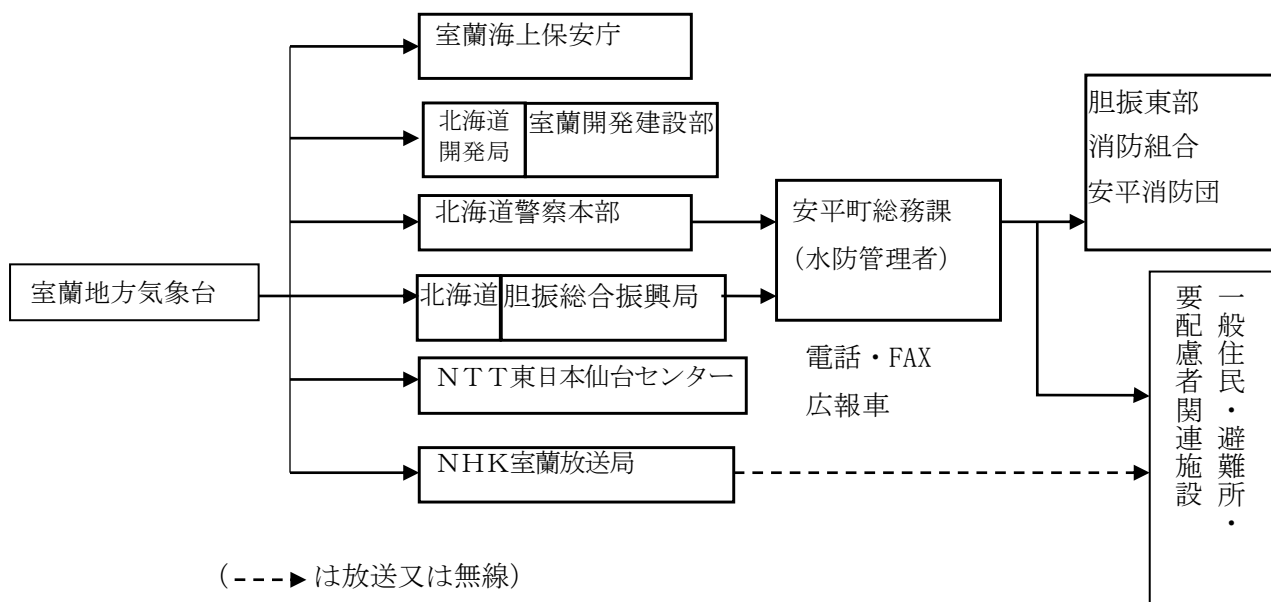 室蘭海上保安庁
北海道
開発局
室蘭開発建設部
北海道警察本部
室蘭地方気象台
北海道
胆振総合振興局
ＮＴＴ東日本仙台センター
ＮＨＫ室蘭放送局
安平町総務課
（水防管理者）
電話・FAX
広報車
胆振東部
消防組合
安平消防団
一般住民・避難所・
要配慮者関連施設
（----▶は放送又は無線）